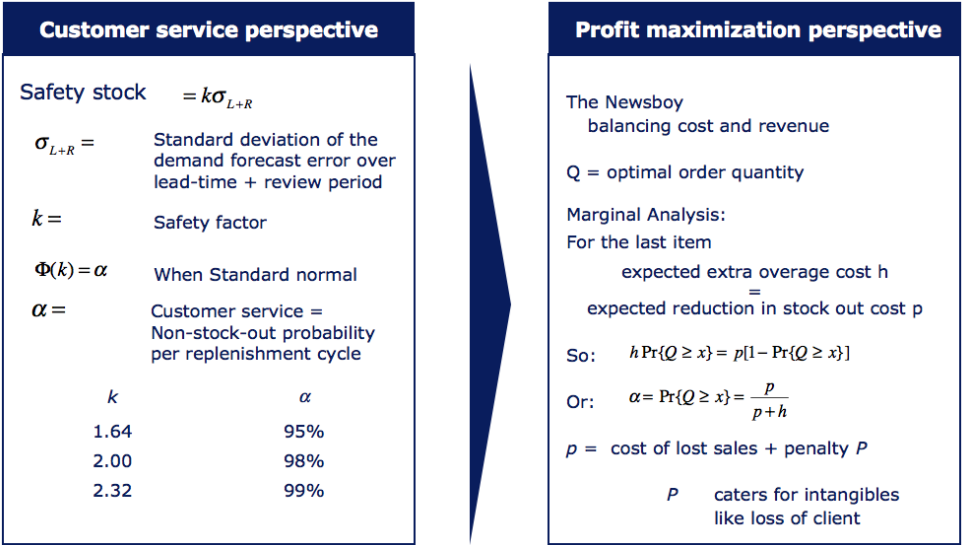 Customer service perspective
Safety stock = kσ_{L+R}
σ_{L+R} = Standard deviation of the
demand forecast error over
lead-time + review period
k = Safety factor
Φ(k) = α When Standard normal
α = Customer service =
Non-stock-out probability
per replenishment cycle
k α
1.64 95%
2.00 98%
2.32 99%
Profit maximization perspective
The Newsboy
balancing cost and revenue
Q = optimal order quantity
Marginal Analysis:
For the last item
expected extra overage cost h
=
expected reduction in stock out cost p
So: h Pr{Q ≥ x} = p[1 − Pr{Q ≥ x}]
Or: α = Pr{Q ≥ x} = p / (p + h)
p = cost of lost sales + penalty P
P caters for intangibles
like loss of client